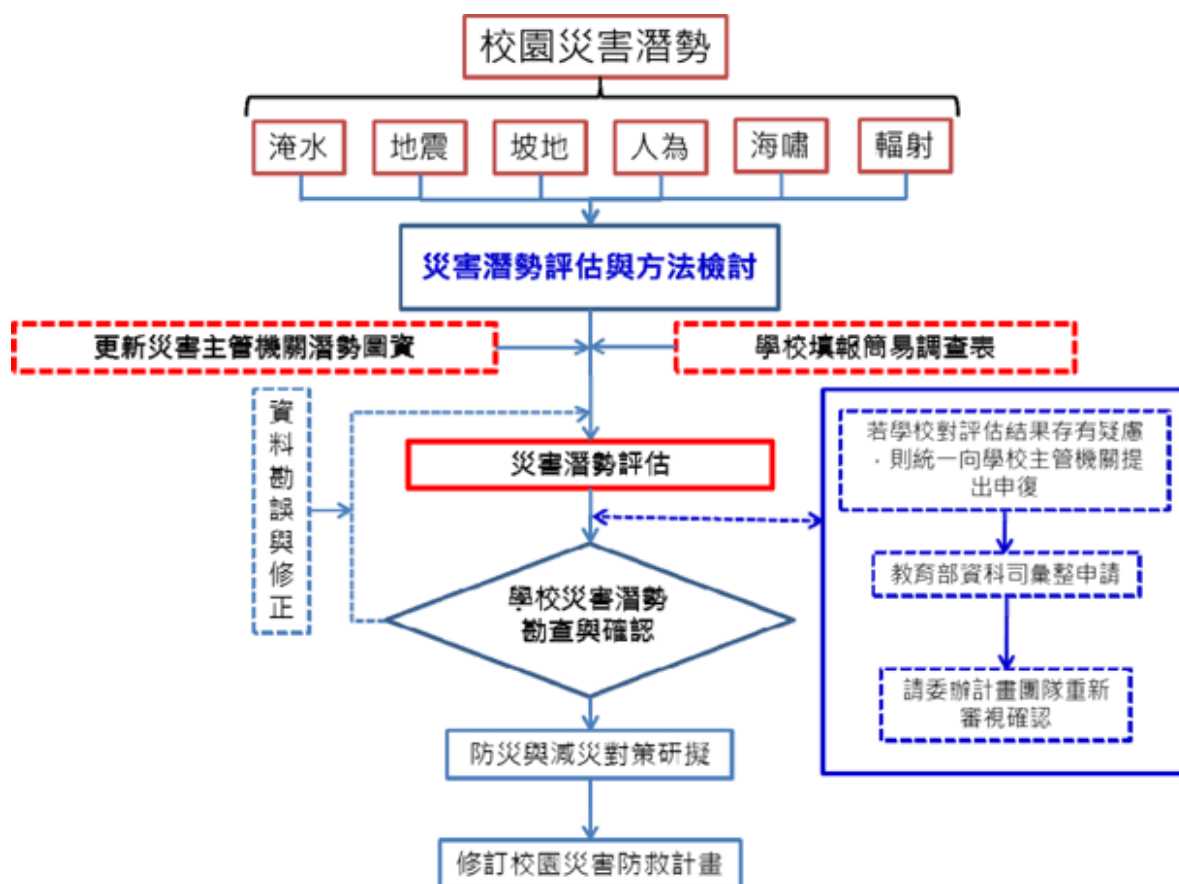 校園災害潛勢
淹水
地震
坡地
人為
海嘯
輻射
災害潛勢評估與方法檢討
更新災害主管機關潛勢圖資
學校填報簡易調查表
資料勘誤與修正
災害潛勢評估
若學校對評估結果存有疑慮
，則統一向學校主管機關提
出申復
教育部資科司彙整申請
學校災害潛勢
勘查與確認
請委辦計畫團隊重新
審視確認
防災與減災對策研擬
修訂校園災害防救計畫